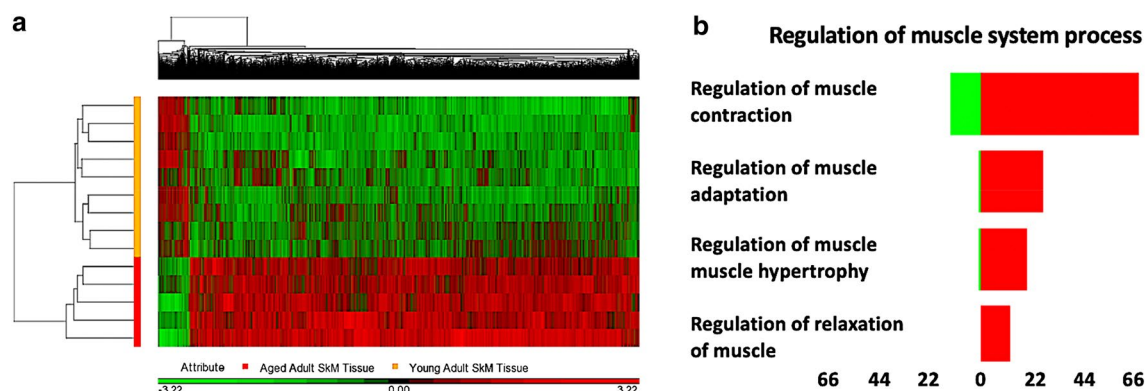 a
b
Regulation of muscle system process
Regulation of muscle
contraction
Regulation of muscle
adaptation
Regulation of muscle
muscle hypertrophy
Regulation of relaxation
of muscle
66 44 22 0 22 44 66
Attribute Aged Adult SkM Tissue Young Adult SkM Tissue
-3.22 0.00 3.22